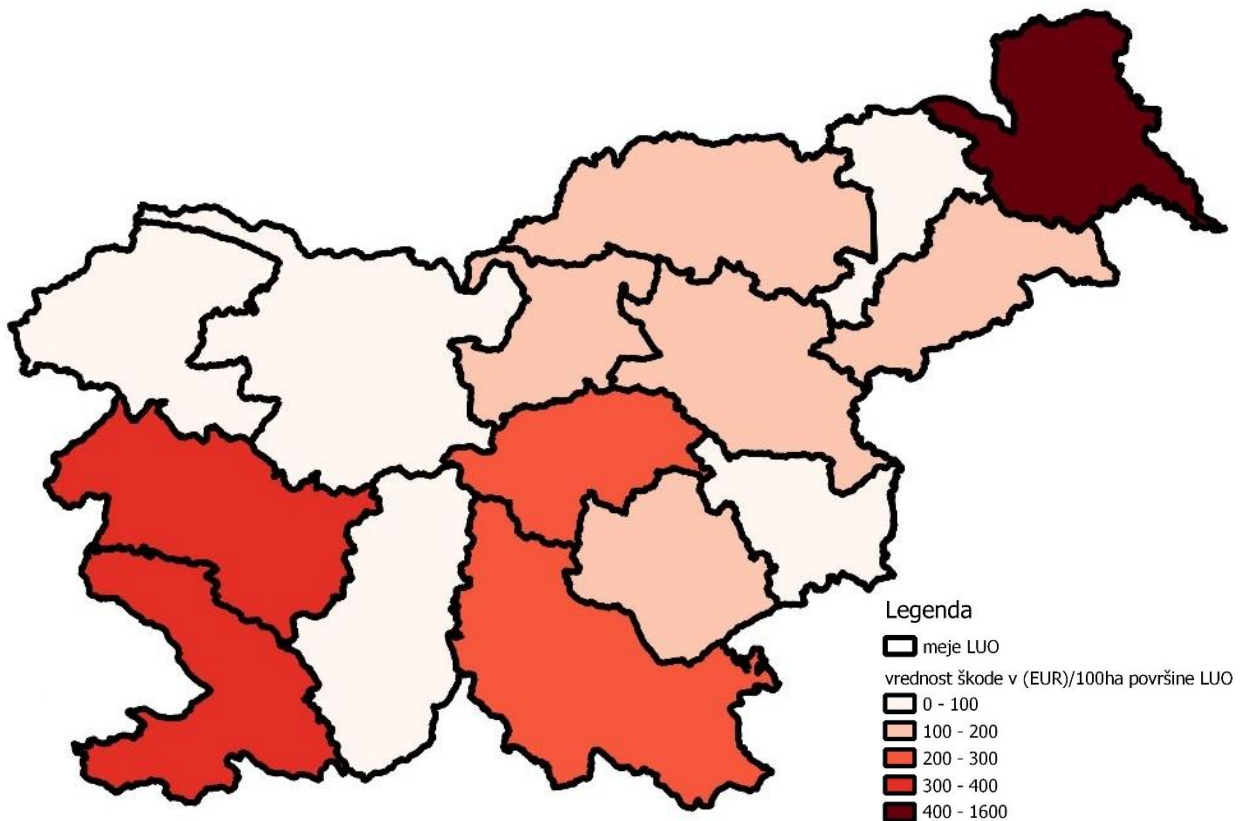 Legenda
meje LUO
vrednost škode v (EUR)/100ha površine LUO
0 - 100
100 - 200
200 - 300
300 - 400
400 - 1600